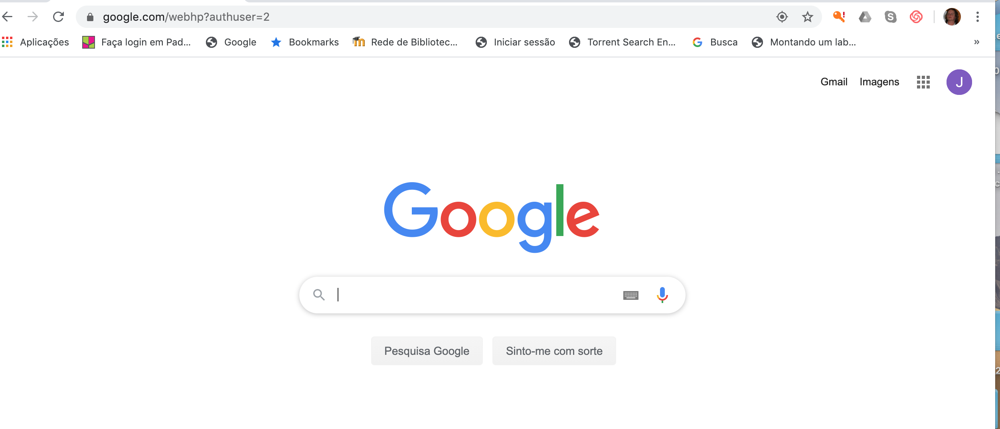 google.com/webhp?authuser=2
Aplicações Faça login em Pad... Google Bookmarks Rede de Bibliotec... Iniciar sessão Torrent Search En... Busca Montando um lab... »
Gmail Imagens J
Google
Pesquisa Google Sinto-me com sorte